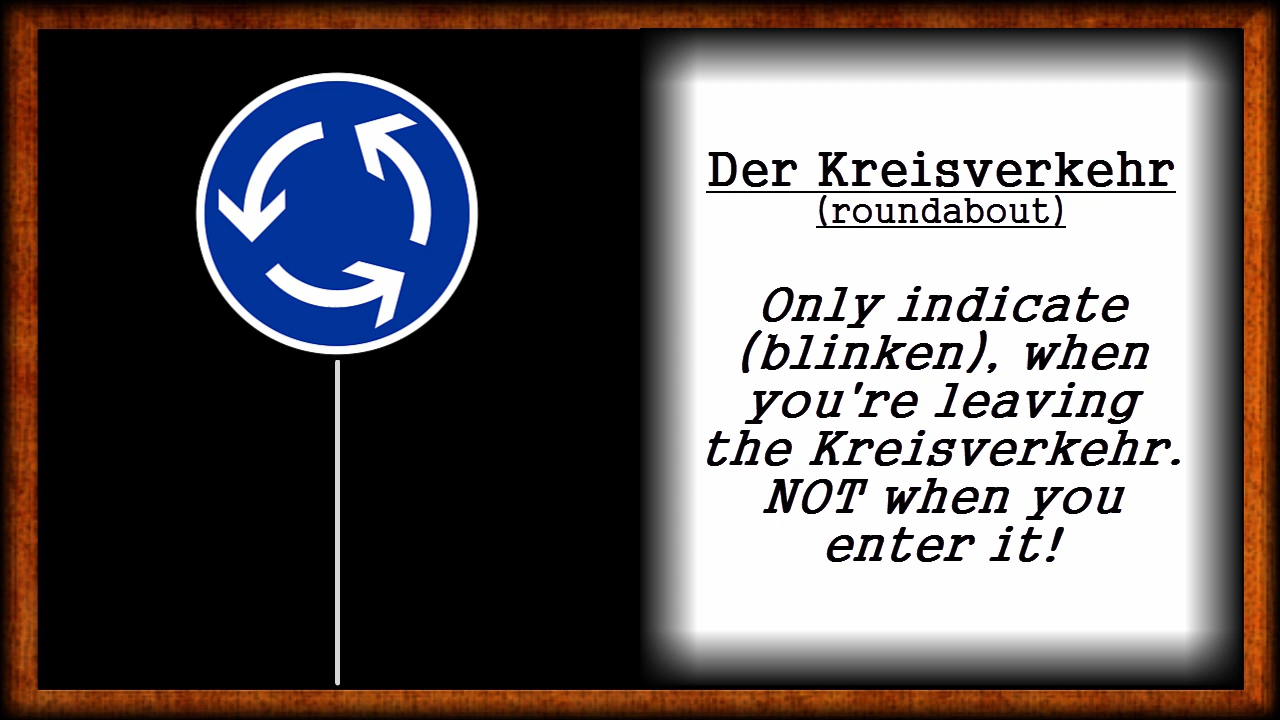 Der Kreisverkehr
(roundabout)
Only indicate
(blinken), when
you're leaving
the Kreisverkehr.
NOT when you
enter it!